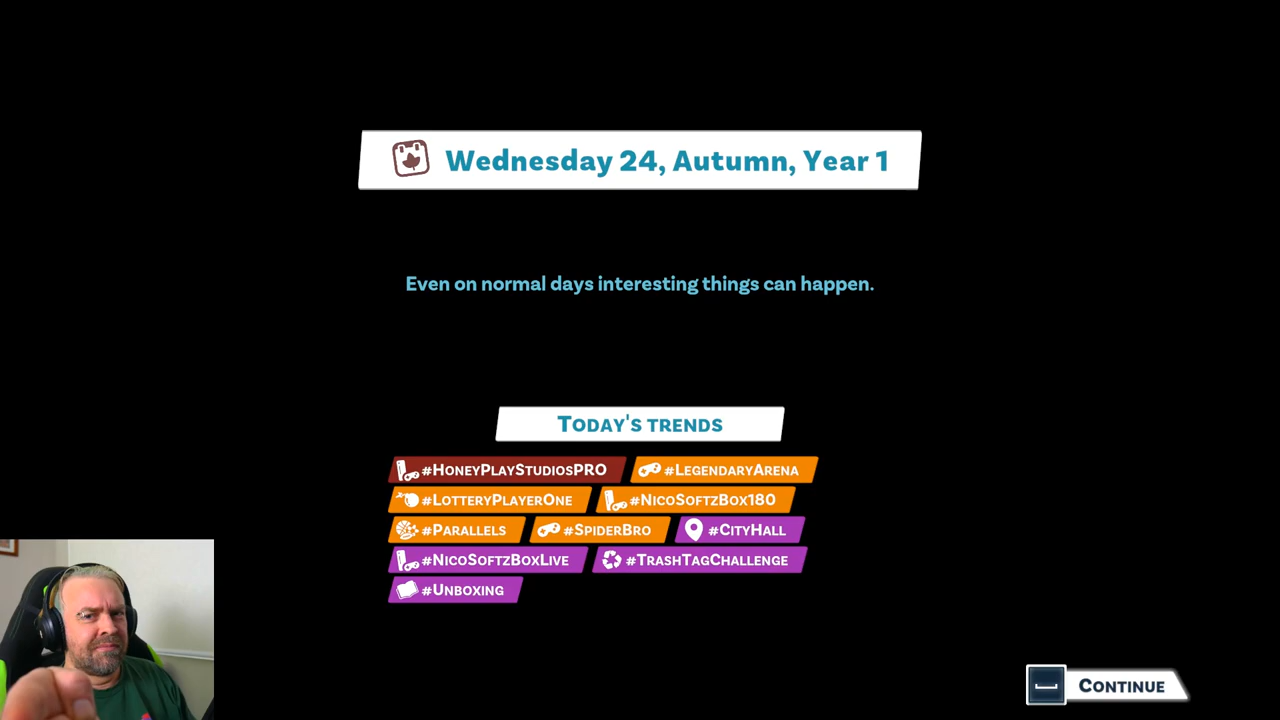 Wednesday 24, Autumn, Year 1
Even on normal days interesting things can happen.
Today's trends
#HoneyPlayStudiosPRO #LegendaryArena
#LotteryPlayerOne #NicoSoftzBox180
#Parallels #SpiderBro #CityHall
#NicoSoftzBoxLive #TrashTagChallenge
#Unboxing
Continue